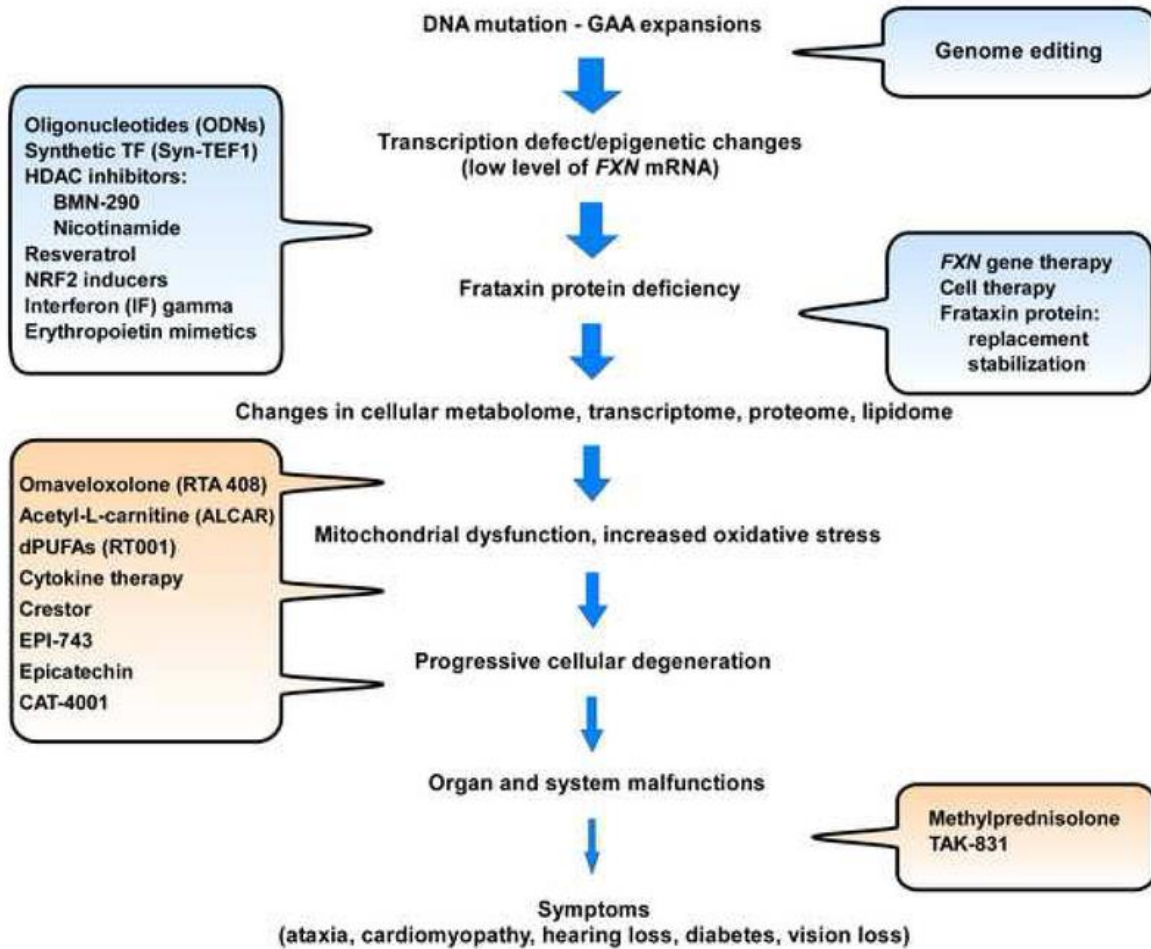 DNA mutation - GAA expansions
Genome editing
Oligonucleotides (ODNs)
Synthetic TF (Syn-TEF1)
HDAC inhibitors:
BMN-290
Nicotinamide
Resveratrol
NRF2 inducers
Interferon (IF) gamma
Erythropoietin mimetics
Transcription defect/epigenetic changes
(low level of FXN mRNA)
Frataxin protein deficiency
FXN gene therapy
Cell therapy
Frataxin protein:
replacement
stabilization
Changes in cellular metabolome, transcriptome, proteome, lipidome
Omaveloxolone (RTA 408)
Acetyl-L-carnitine (ALCAR)
dPUFAs (RT001)
Cytokine therapy
Crestor
EPI-743
Epicatechin
CAT-4001
Mitochondrial dysfunction, increased oxidative stress
Progressive cellular degeneration
Organ and system malfunctions
Methylprednisolone
TAK-831
Symptoms
(ataxia, cardiomyopathy, hearing loss, diabetes, vision loss)